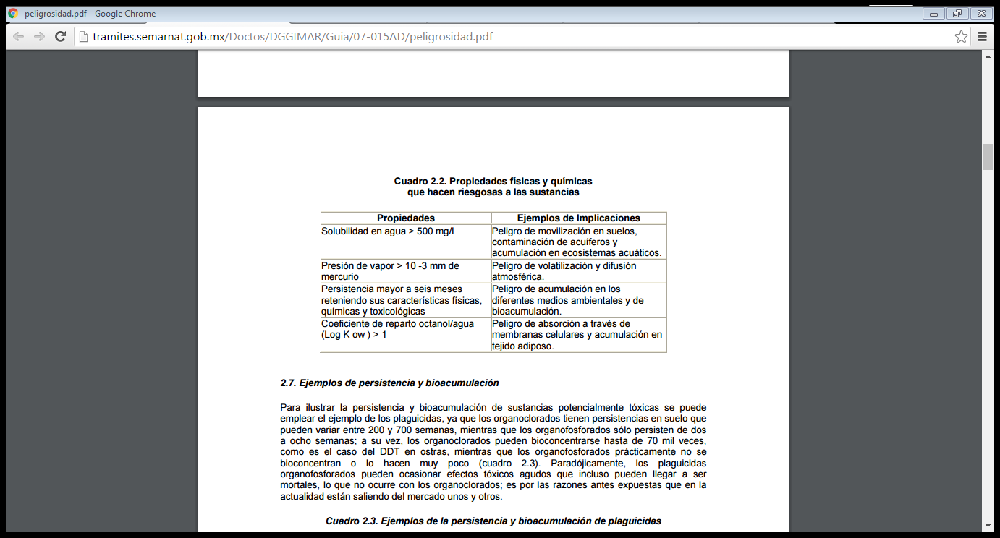 peligrosidad.pdf - Google Chrome
tramites.semarnat.gob.mx/Doctos/DGGIMAR/Guia/07-015AD/peligrosidad.pdf
Cuadro 2.2. Propiedades físicas y químicas
que hacen riesgosas a las sustancias
Propiedades
Ejemplos de Implicaciones
Solubilidad en agua > 500 mg/l
Peligro de movilización en suelos,
contaminación de acuíferos y
acumulación en ecosistemas acuáticos.
Presión de vapor > 10 -3 mm de
mercurio
Peligro de volatilización y difusión
atmosférica.
Persistencia mayor a seis meses
reteniendo sus características físicas,
químicas y toxicológicas
Peligro de acumulación en los
diferentes medios ambientales y de
bioacumulación.
Coeficiente de reparto octanol/agua
(Log K ow ) > 1
Peligro de absorción a través de
membranas celulares y acumulación en
tejido adiposo.
2.7. Ejemplos de persistencia y bioacumulación
Para ilustrar la persistencia y bioacumulación de sustancias potencialmente tóxicas se puede
emplear el ejemplo de los plaguicidas, ya que los organoclorados tienen persistencias en suelo que
pueden variar entre 200 y 700 semanas, mientras que los organofosforados sólo persisten de dos
a ocho semanas; a su vez, los organoclorados pueden bioconcentrarse hasta de 70 mil veces,
como es el caso del DDT en ostras, mientras que los organofosforados prácticamente no se
bioconcentran o lo hacen muy poco (cuadro 2.3). Paradójicamente, los plaguicidas
organofosforados pueden ocasionar efectos tóxicos agudos que incluso pueden llegar a ser
mortales, lo que no ocurre con los organoclorados; es por las razones antes expuestas que en la
actualidad están saliendo del mercado unos y otros.
Cuadro 2.3. Ejemplos de la persistencia y bioacumulación de plaguicidas